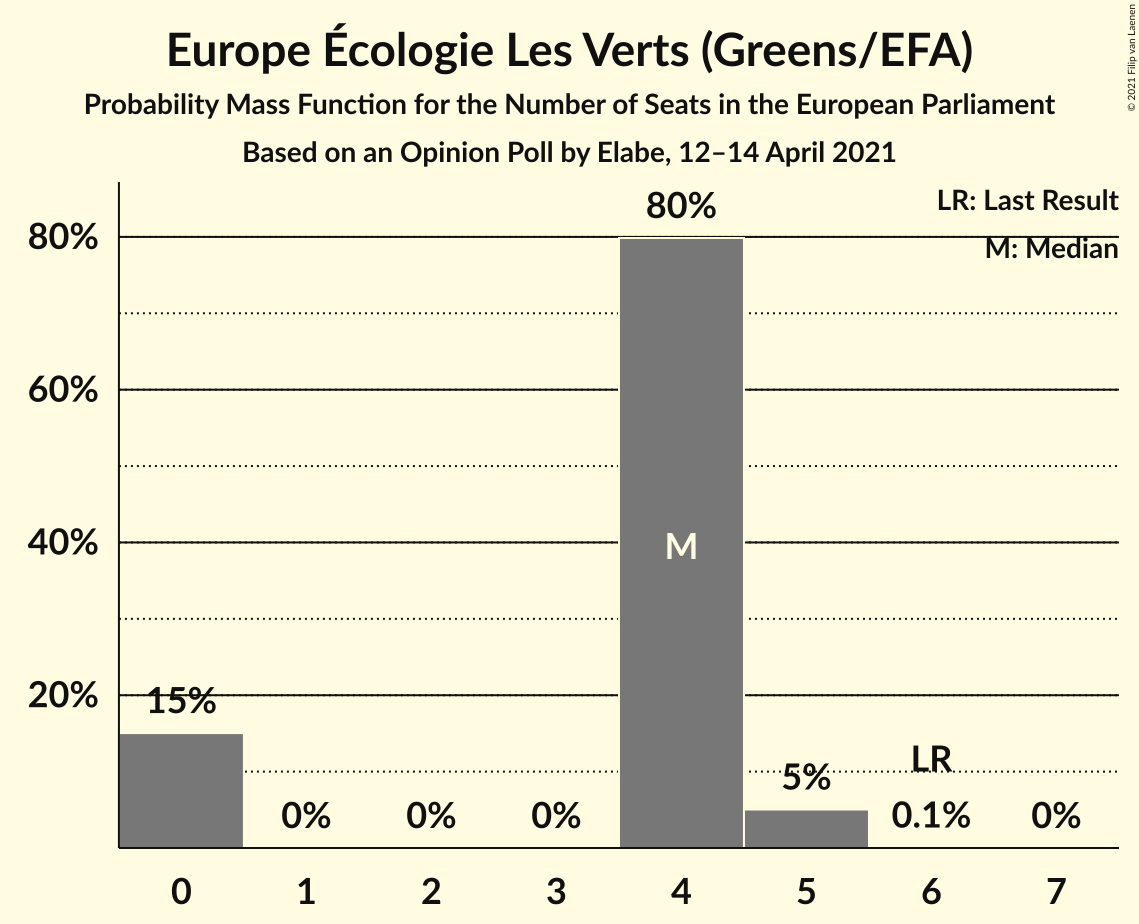 Europe Écologie Les Verts (Greens/EFA)
Probability Mass Function for the Number of Seats in the European Parliament
Based on an Opinion Poll by Elabe, 12–14 April 2021
© 2021 Filip van Laenen
LR: Last Result
M: Median
80%
60%
40%
20%
15%
0%
0%
0%
80%
M
5%
LR
0.1%
0%
0 1 2 3 4 5 6 7